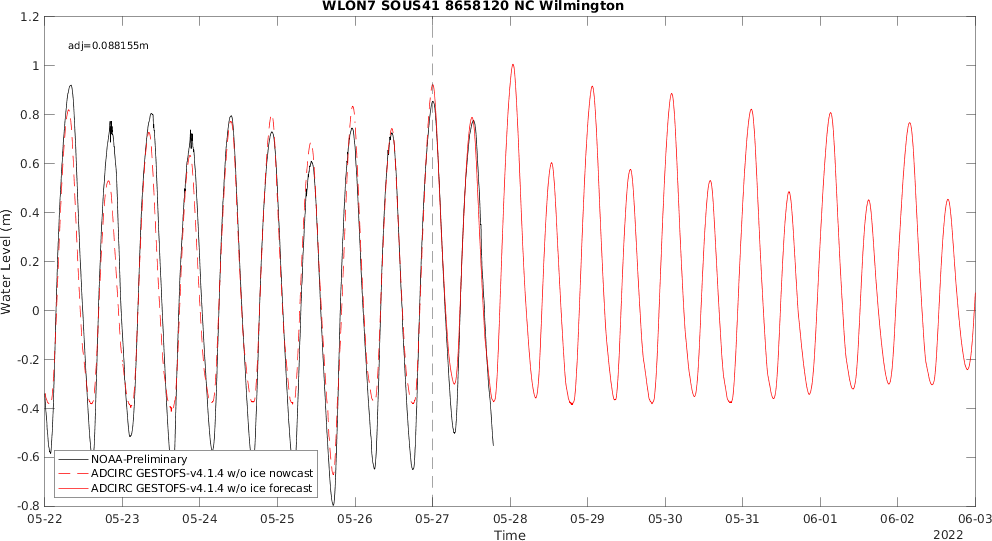 WLON7 SOUS41 8658120 NC Wilmington
adj=0.088155m
1.2
1
0.8
0.6
0.4
0.2
0
-0.2
-0.4
-0.6
-0.8
Water Level (m)
NOAA-Preliminary
ADCIRC GESTOFS-v4.1.4 w/o ice nowcast
ADCIRC GESTOFS-v4.1.4 w/o ice forecast
05-22 05-23 05-24 05-25 05-26 05-27 05-28 05-29 05-30 05-31 06-01 06-02 06-03
Time
2022